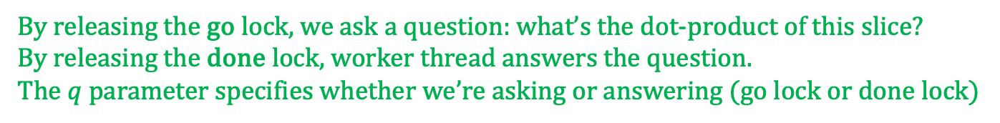 By releasing the go lock, we ask a question: what’s the dot-product of this slice?
By releasing the done lock, worker thread answers the question.
The q parameter specifies whether we’re asking or answering (go lock or done lock)